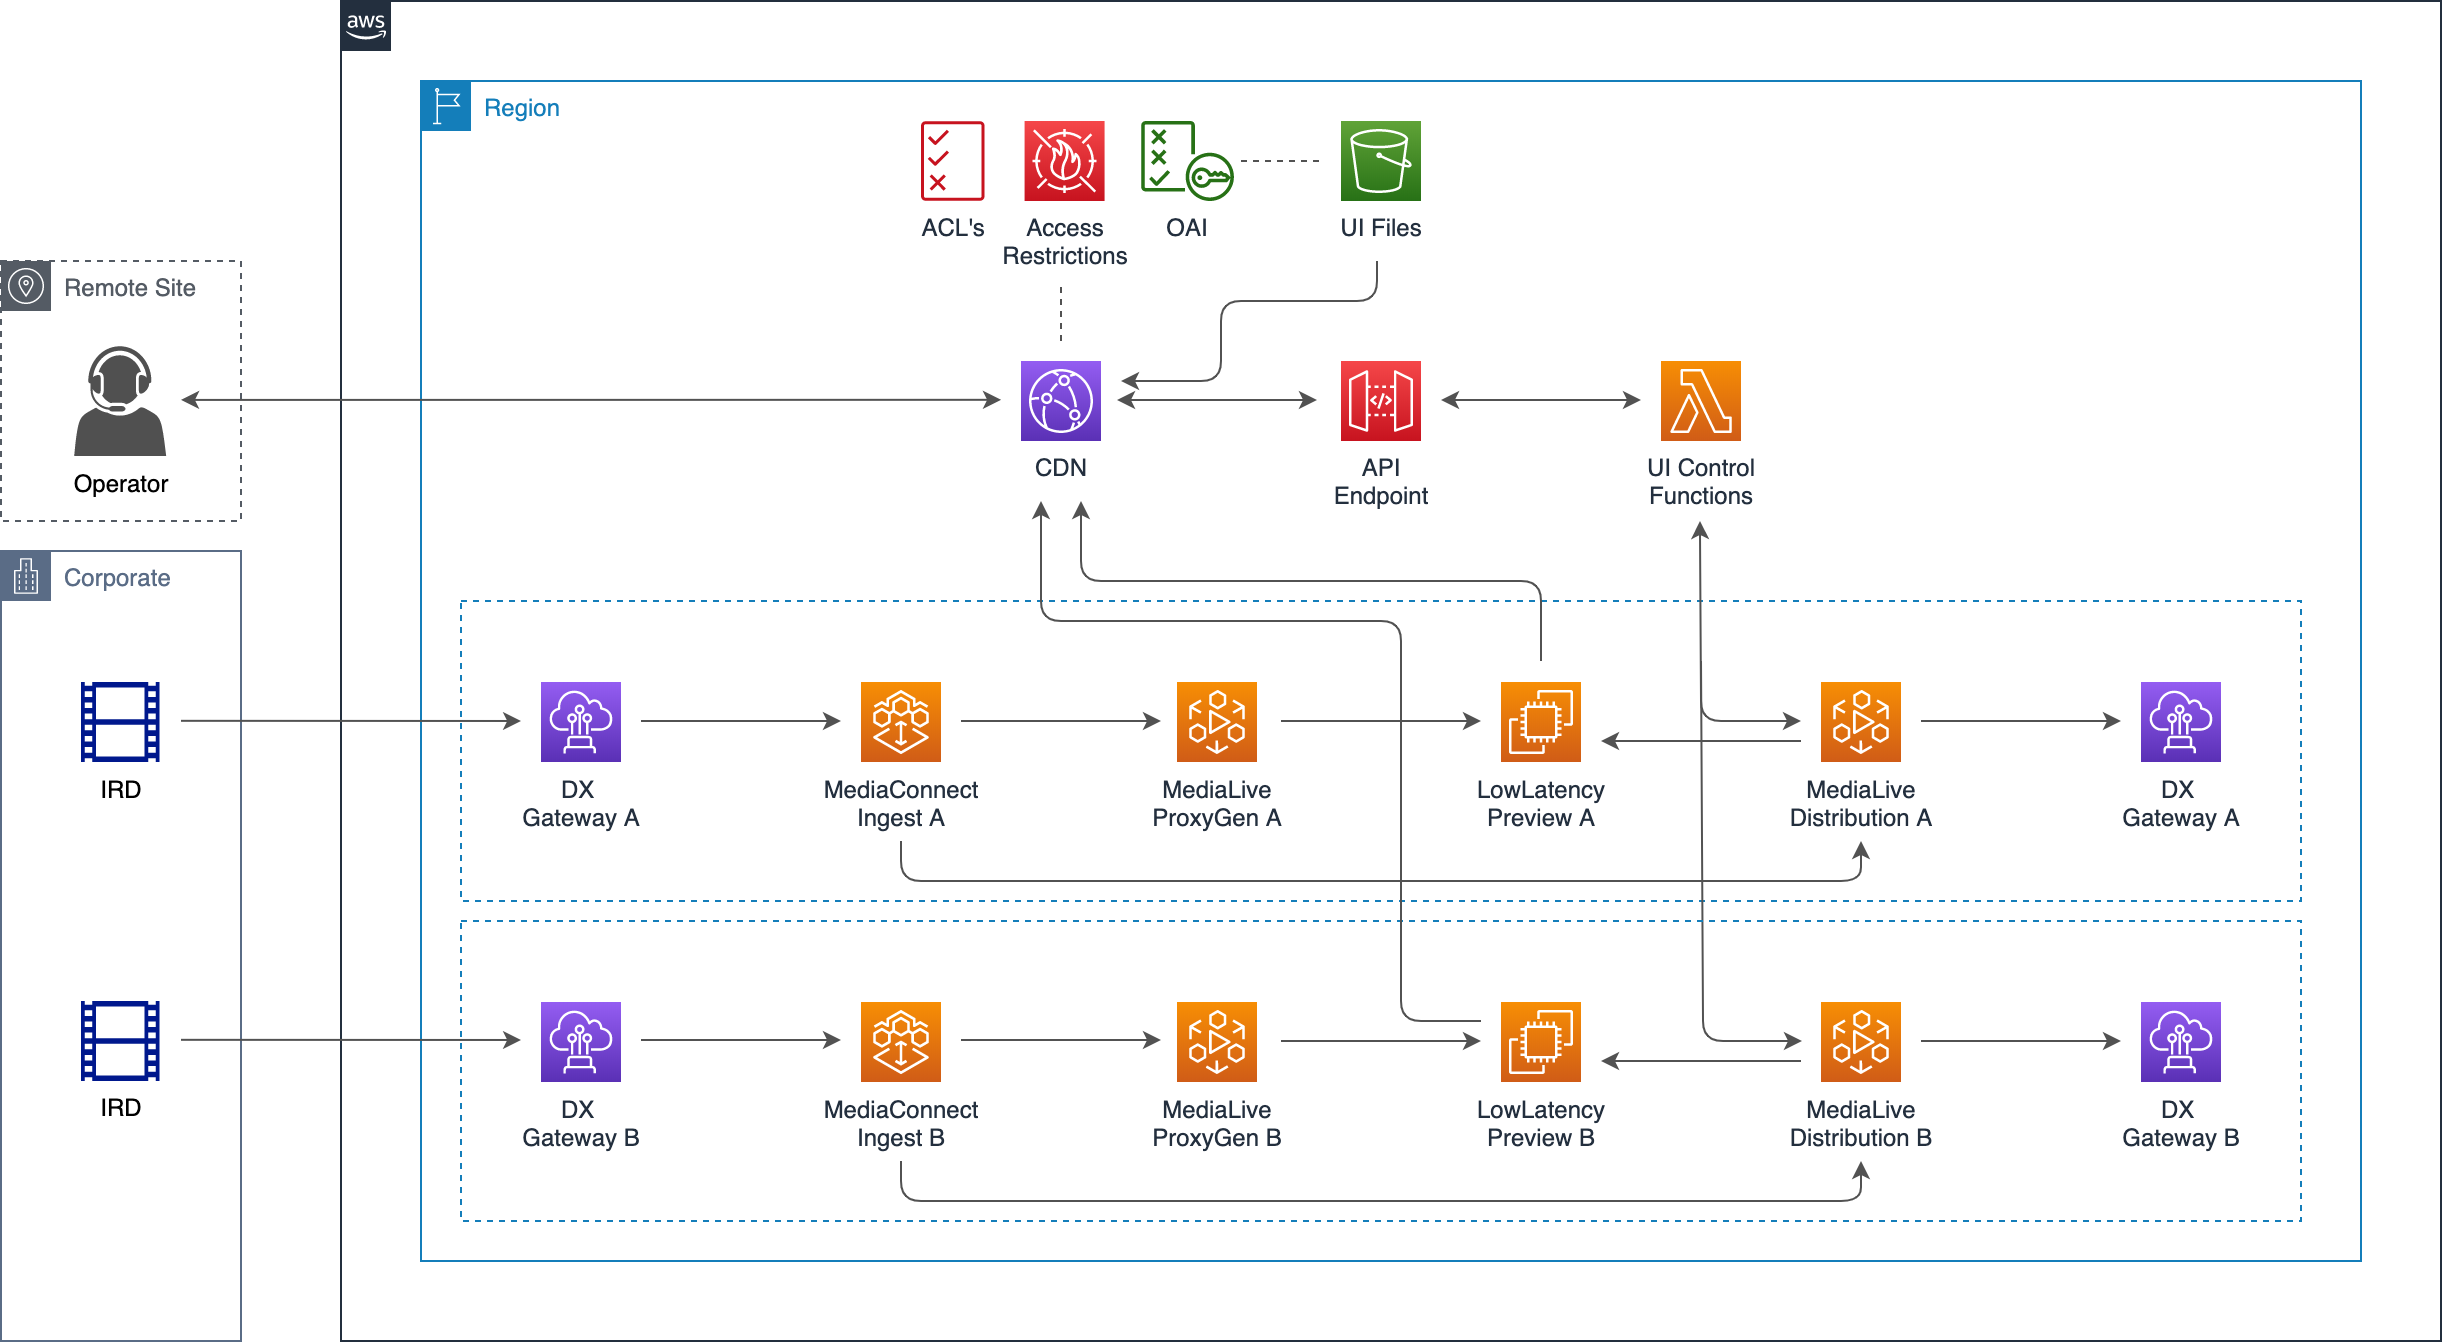 aws
Region
ACL's
Access
Restrictions
OAI
UI Files
Remote Site
Operator
CDN
API
Endpoint
UI Control
Functions
Corporate
IRD
DX
Gateway A
MediaConnect
Ingest A
MediaLive
ProxyGen A
LowLatency
Preview A
MediaLive
Distribution A
DX
Gateway A
IRD
DX
Gateway B
MediaConnect
Ingest B
MediaLive
ProxyGen B
LowLatency
Preview B
MediaLive
Distribution B
DX
Gateway B